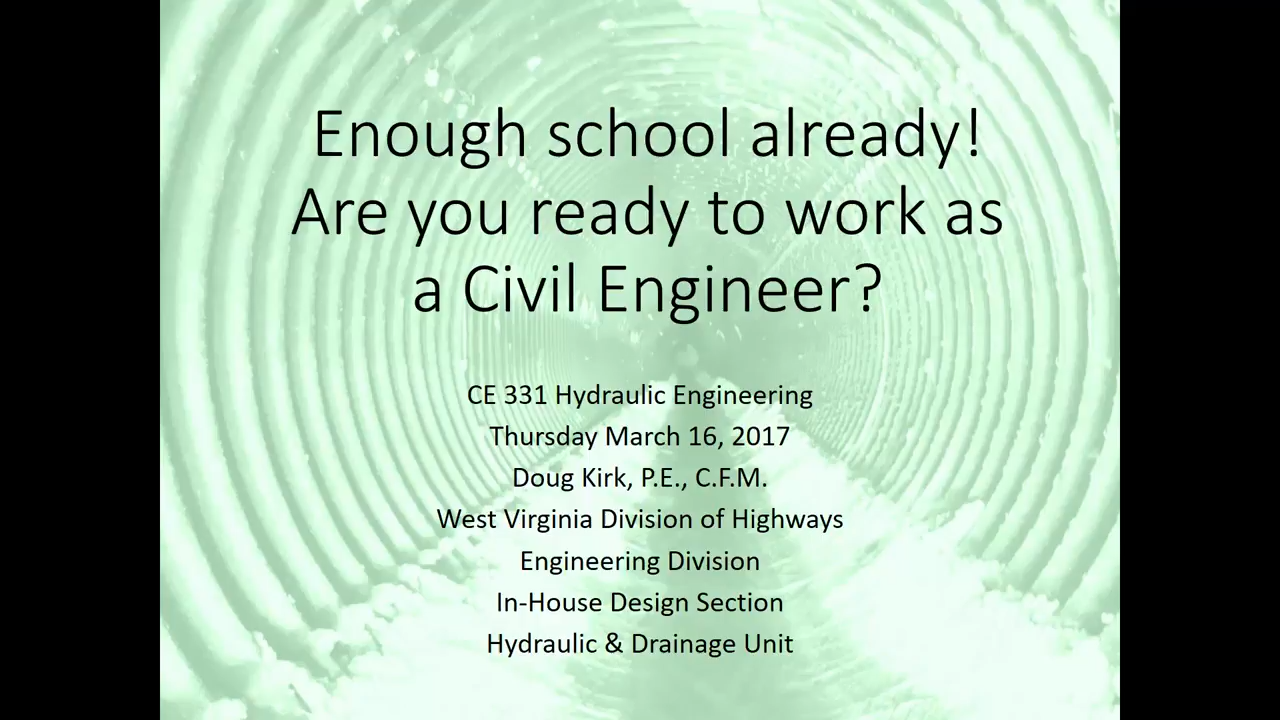 Enough school already!
Are you ready to work as
a Civil Engineer?
CE 331 Hydraulic Engineering
Thursday March 16, 2017
Doug Kirk, P.E., C.F.M.
West Virginia Division of Highways
Engineering Division
In-House Design Section
Hydraulic & Drainage Unit